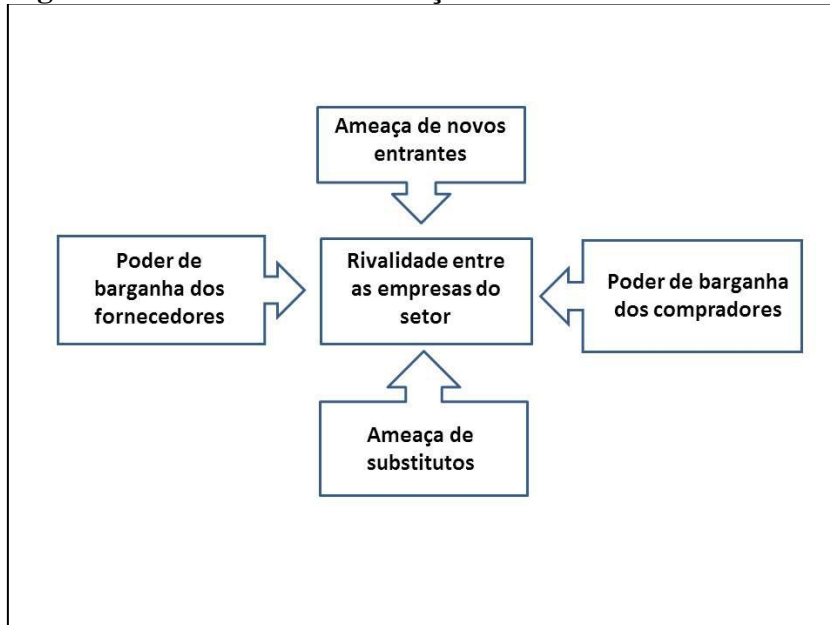 Ameaça de novos
entrantes
Poder de
barganha dos
fornecedores
Rivalidade entre
as empresas do
setor
Poder de barganha
dos compradores
Ameaça de
substitutos